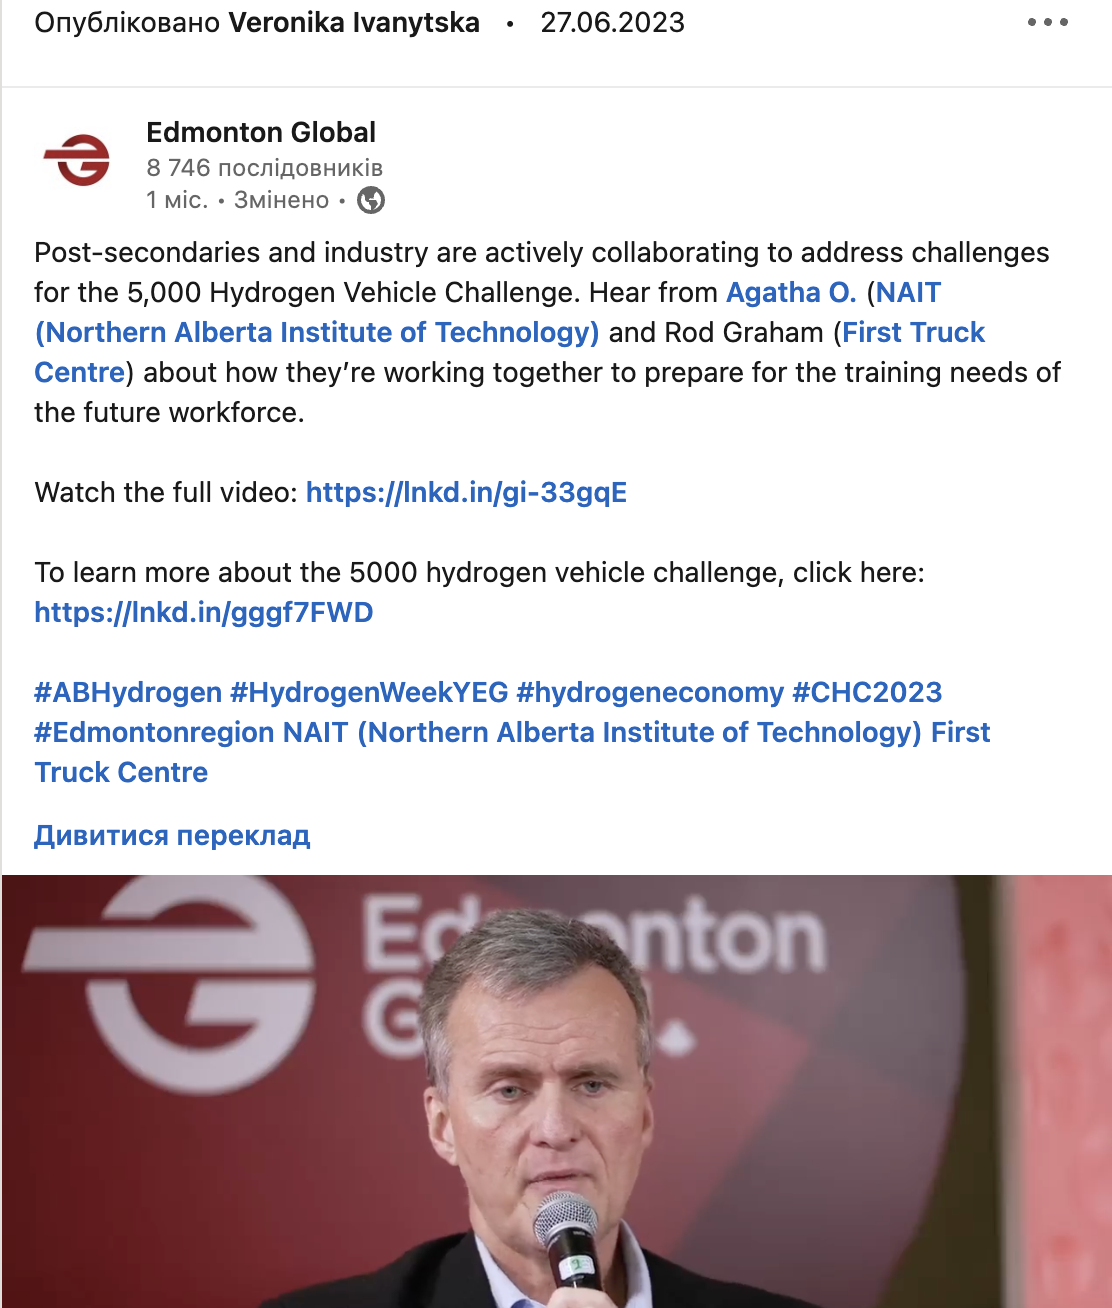 Опубліковано Veronika Ivanytska • 27.06.2023
Edmonton Global
8 746 послідовників
1 міс. • Змінено •
Post-secondaries and industry are actively collaborating to address challenges
for the 5,000 Hydrogen Vehicle Challenge. Hear from Agatha O. (NAIT
(Northern Alberta Institute of Technology) and Rod Graham (First Truck
Centre) about how they’re working together to prepare for the training needs of
the future workforce.
Watch the full video: https://lnkd.in/gi-33gqE
To learn more about the 5000 hydrogen vehicle challenge, click here:
https://lnkd.in/gggf7FWD
#ABHydrogen #HydrogenWeekYEG #hydrogeneconomy #CHC2023
#Edmontonregion NAIT (Northern Alberta Institute of Technology) First
Truck Centre
Дивитися переклад
Edmonton